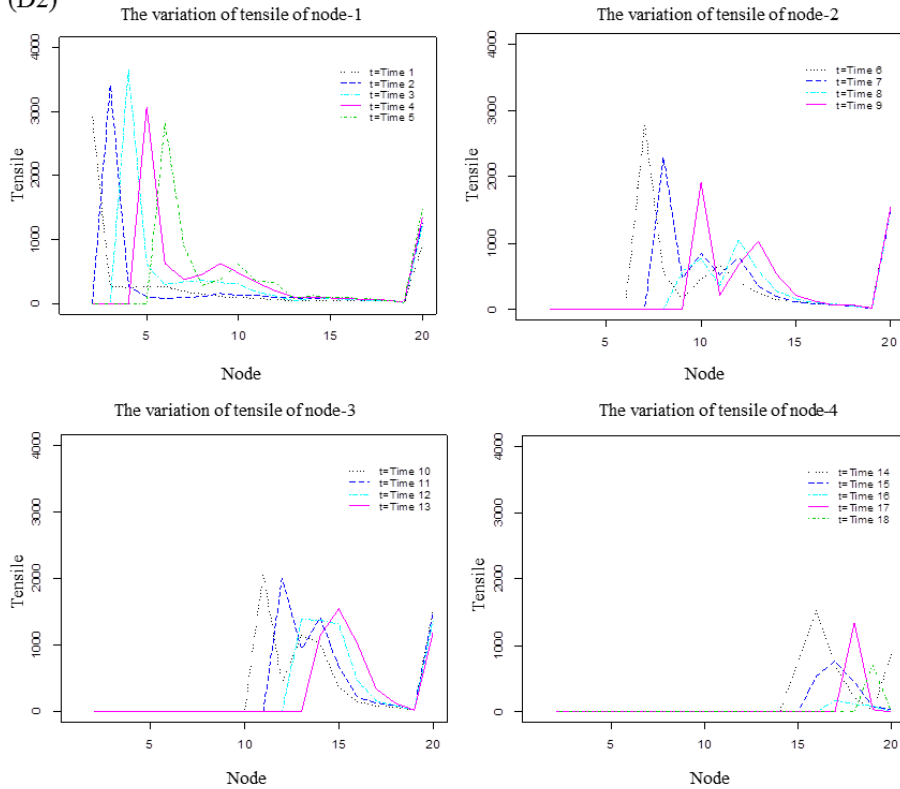 (D2)
The variation of tensile of node-1
4000
3000
2000
1000
0
Tensile
t=Time 1
t=Time 2
t=Time 3
t=Time 4
t=Time 5
5
10
15
20
Node
The variation of tensile of node-2
4000
3000
2000
1000
0
Tensile
t=Time 6
t=Time 7
t=Time 8
t=Time 9
5
10
15
20
Node
The variation of tensile of node-3
4000
3000
2000
1000
0
Tensile
t=Time 10
t=Time 11
t=Time 12
t=Time 13
5
10
15
20
Node
The variation of tensile of node-4
4000
3000
2000
1000
0
Tensile
t=Time 14
t=Time 15
t=Time 16
t=Time 17
t=Time 18
5
10
15
20
Node